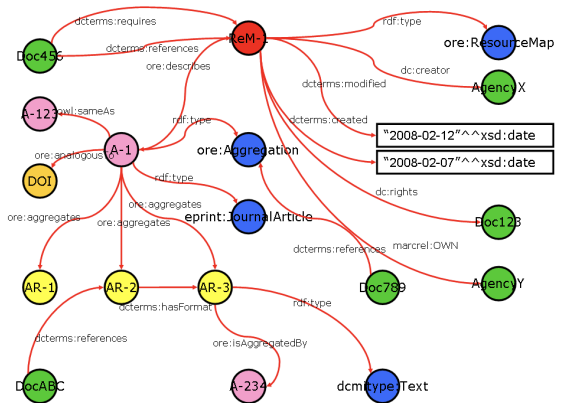 dcterms:requires
rdf:type
ReM-1
ore:ResourceMap
dcterms:references
Doc456
ore:describes
dc:creator
dcterms:modified
AgencyX
A-123
owl:sameAs
rdf:type
dcterms:created
"2008-02-12"^^xsd:date
A-1
ore:Aggregation
ore:analogous to
"2008-02-07"^^xsd:date
DOI
rdf:type
dc:rights
ore:aggregates
ore:aggregates
ore:aggregates
eprint:JournalArticle
Doc123
dcterms:references
marcrel:OWN
AR-1
AR-2
AR-3
Doc789
AgencyY
dcterms:hasFormat
rdf:type
dcterms:references
ore:isAggregatedBy
DocABC
A-234
dcmitype:Text